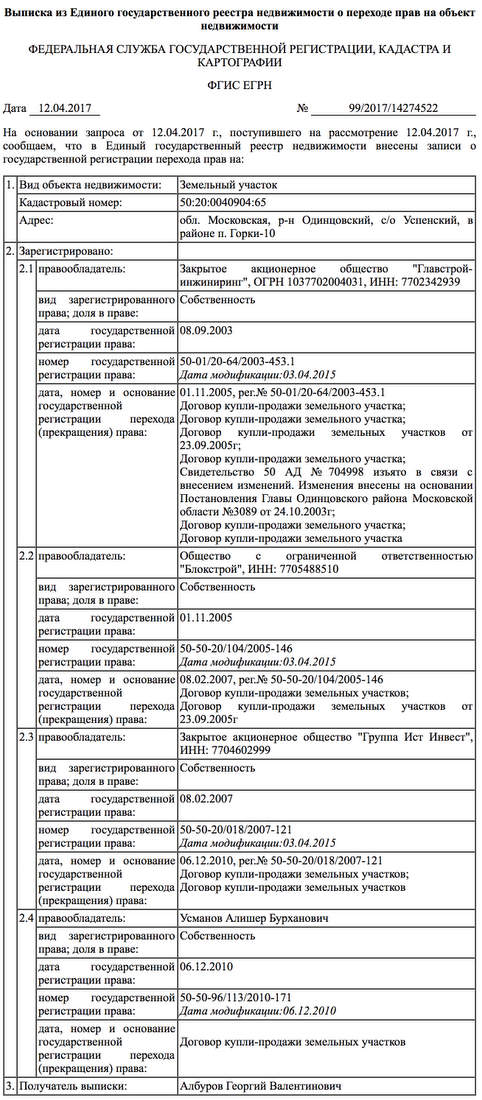 Выписка из Единого государственного реестра недвижимости о переходе прав на объект
недвижимости
ФЕДЕРАЛЬНАЯ СЛУЖБА ГОСУДАРСТВЕННОЙ РЕГИСТРАЦИИ, КАДАСТРА И
КАРТОГРАФИИ
ФГИС ЕГРН
Дата 12.04.2017 № 99/2017/14274522
На основании запроса от 12.04.2017 г., поступившего на рассмотрение 12.04.2017 г.,
сообщаем, что в Единый государственный реестр недвижимости внесены записи о
государственной регистрации перехода прав на:
1. Вид объекта недвижимости: Земельный участок
Кадастровый номер: 50:20:0040904:65
Адрес: обл. Московская, р-н Одинцовский, с/о Успенский, в
районе п. Горки-10
2. Зарегистрировано:
2.1 правообладатель: Закрытое акционерное общество "Главстрой-
инжиниринг", ОГРН 1037702004031, ИНН: 7702342939
вид зарегистрированного Собственность
права; доля в праве:
дата государственной 08.09.2003
регистрации права:
номер государственной 50-01/20-64/2003-453.1
регистрации права: Дата модификации:03.04.2015
дата, номер и основание 01.11.2005, рег.№ 50-01/20-64/2003-453.1
государственной Договор купли-продажи земельного участка;
регистрации перехода Договор купли-продажи земельного участка;
(прекращения) права: Договор купли-продажи земельных участков от
23.09.2005г;
Договор купли-продажи земельного участка;
Свидетельство 50 АД № 704998 изъято в связи с
внесением изменений. Изменения внесены на основании
Постановления Главы Одинцовского района Московской
области №3089 от 24.10.2003г;
Договор купли-продажи земельного участка;
Договор купли-продажи земельного участка
2.2 правообладатель: Общество с ограниченной ответственностью
"Блокстрой", ИНН: 7705488510
вид зарегистрированного Собственность
права; доля в праве:
дата государственной 01.11.2005
регистрации права:
номер государственной 50-50-20/104/2005-146
регистрации права: Дата модификации:03.04.2015
дата, номер и основание 08.02.2007, рег.№ 50-50-20/104/2005-146
государственной Договор купли-продажи земельных участков;
регистрации перехода Договор купли-продажи земельных участков от
(прекращения) права: 23.09.2005г
2.3 правообладатель: Закрытое акционерное общество "Группа Ист Инвест",
ИНН: 7704602999
вид зарегистрированного Собственность
права; доля в праве:
дата государственной 08.02.2007
регистрации права:
номер государственной 50-50-20/018/2007-121
регистрации права: Дата модификации:03.04.2015
дата, номер и основание 06.12.2010, рег.№ 50-50-20/018/2007-121
государственной Договор купли-продажи земельных участков;
регистрации перехода Договор купли-продажи земельных участков
(прекращения) права:
2.4 правообладатель: Усманов Алишер Бурханович
вид зарегистрированного Собственность
права; доля в праве:
дата государственной 06.12.2010
регистрации права:
номер государственной 50-50-96/113/2010-171
регистрации права: Дата модификации:06.12.2010
дата, номер и основание
государственной Договор купли-продажи земельных участков
регистрации перехода
(прекращения) права:
3. Получатель выписки: Албуров Георгий Валентинович